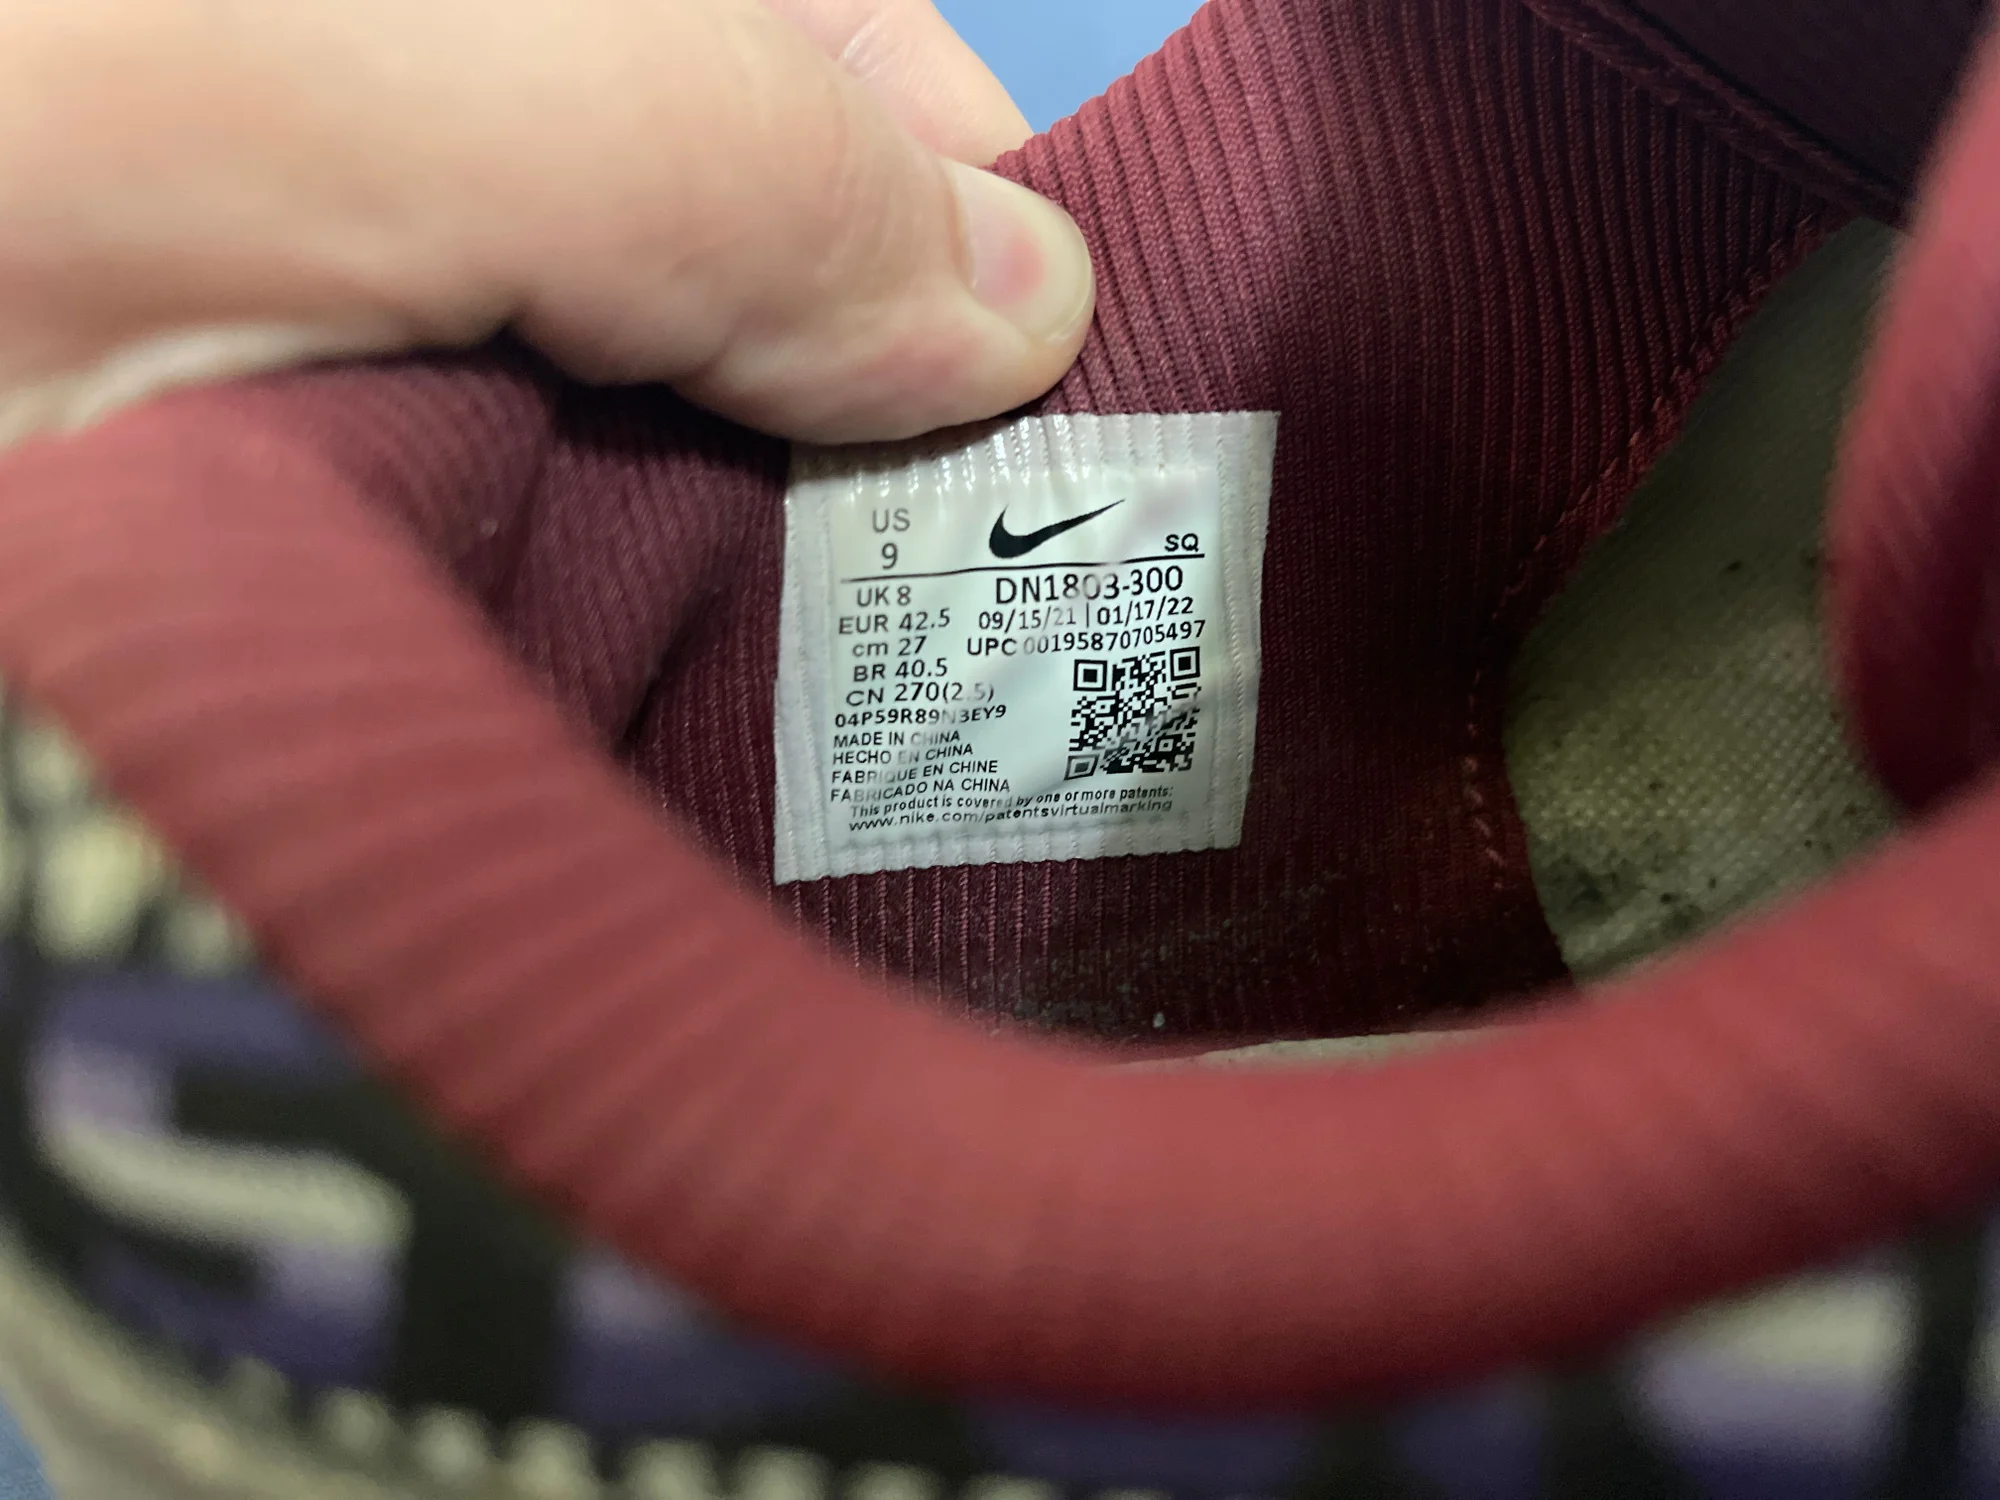 US
9
SQ
UK 8
DN1803-300
EUR 42.5
09/15/21 | 01/17/22
cm 27
UPC 00195870705497
BR 40.5
CN 270(2.5)
04P59R89N3EY9
MADE IN CHINA
HECHO EN CHINA
FABRIQUE EN CHINE
FABRICADO NA CHINA
This product is covered by one or more patents:
www.nike.com/patentsvirtualmarking